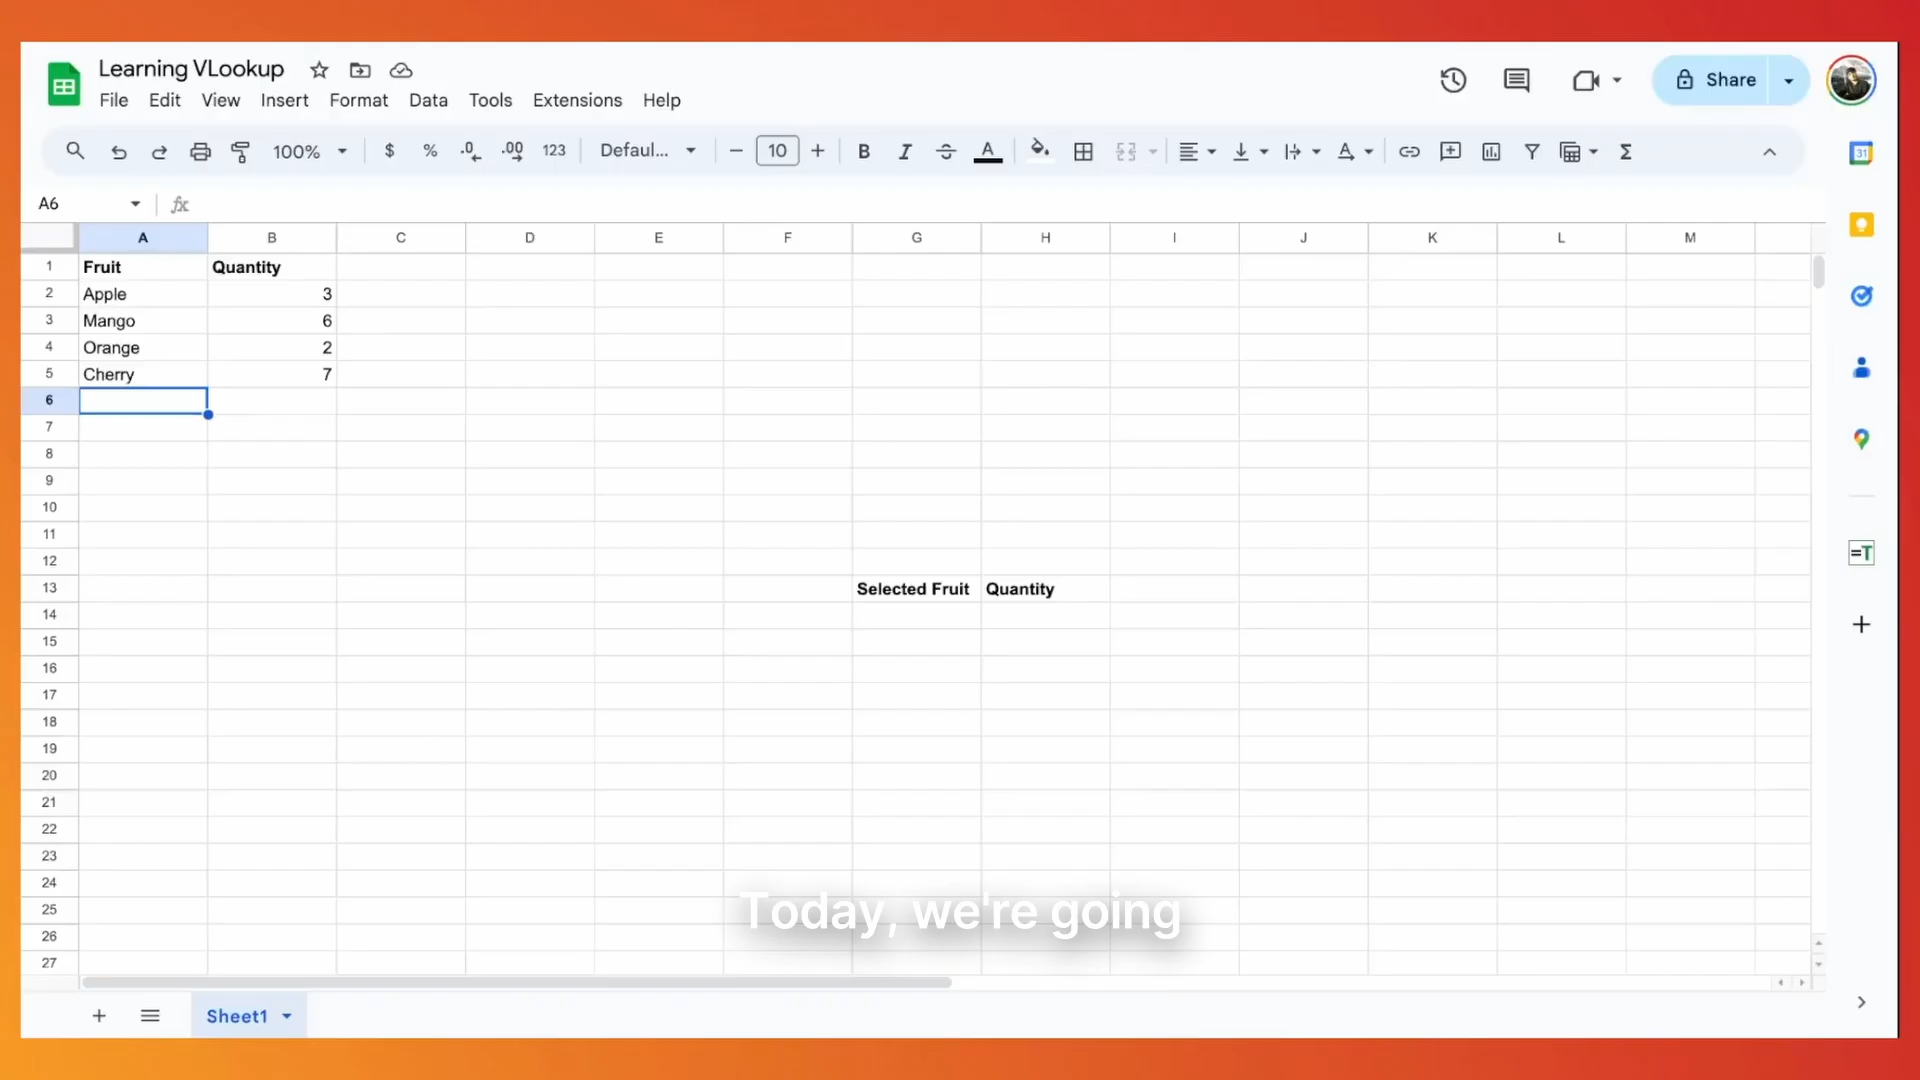 Learning VLookup
File Edit View Insert Format Data Tools Extensions Help
Share
100% $ % .0 .00 123 Defaul... 10 B I A Σ
31
A6 fx
A B C D E F G H I J K L M
1 Fruit Quantity
2 Apple 3
3 Mango 6
4 Orange 2
5 Cherry 7
6
7
8
9
10
11
12
=T
13 Selected Fruit Quantity
14
15
16
17
18
19
20
21
22
23
24
25
Today, we're going
26
27
Sheet1